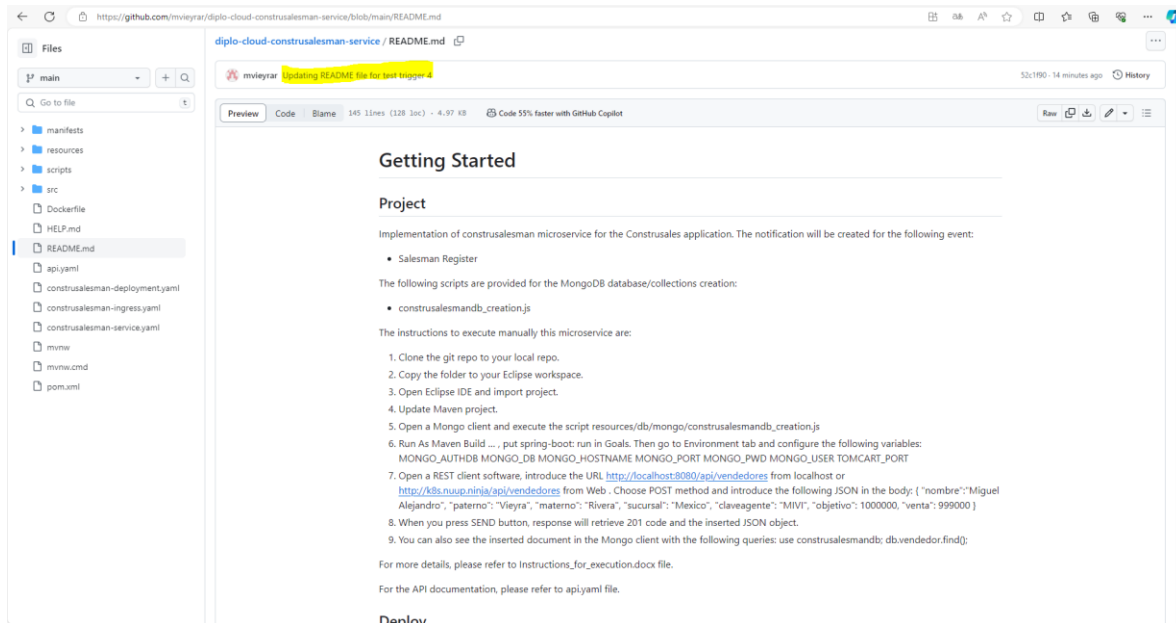 https://github.com/mvieyrar/diplo-cloud-construsalesman-service/blob/main/README.md
Files
main
Go to file
t
manifests
resources
scripts
src
Dockerfile
HELP.md
README.md
api.yaml
construsalesman-deployment.yaml
construsalesman-ingress.yaml
construsalesman-service.yaml
mvnw
mvnw.cmd
pom.xml
diplo-cloud-construsalesman-service / README.md
mvieyrar Updating README file for test trigger 4
52c1f90 · 14 minutes ago History
Preview Code Blame 145 lines (128 loc) · 4.97 KB Code 55% faster with GitHub Copilot Raw
Getting Started
Project
Implementation of construsalesman microservice for the Construsales application. The notification will be created for the following event:
• Salesman Register
The following scripts are provided for the MongoDB database/collections creation:
• construsalesmandb_creation.js
The instructions to execute manually this microservice are:
1. Clone the git repo to your local repo.
2. Copy the folder to your Eclipse workspace.
3. Open Eclipse IDE and import project.
4. Update Maven project.
5. Open a Mongo client and execute the script resources/db/mongo/construsalesmandb_creation.js
6. Run As Maven Build ... , put spring-boot: run in Goals. Then go to Environment tab and configure the following variables:
MONGO_AUTHDB MONGO_DB MONGO_HOSTNAME MONGO_PORT MONGO_PWD MONGO_USER TOMCART_PORT
7. Open a REST client software, introduce the URL http://localhost:8080/api/vendedores from localhost or
http://k8s.nuup.ninja/api/vendedores from Web . Choose POST method and introduce the following JSON in the body: { "nombre":"Miguel
Alejandro", "paterno": "Vieyra", "materno": "Rivera", "sucursal": "Mexico", "claveagente": "MIVI", "objetivo": 1000000, "venta": 999000 }
8. When you press SEND button, response will retrieve 201 code and the inserted JSON object.
9. You can also see the inserted document in the Mongo client with the following queries: use construsalesmandb; db.vendedor.find();
For more details, please refer to Instructions_for_execution.docx file.
For the API documentation, please refer to api.yaml file.
Deploy